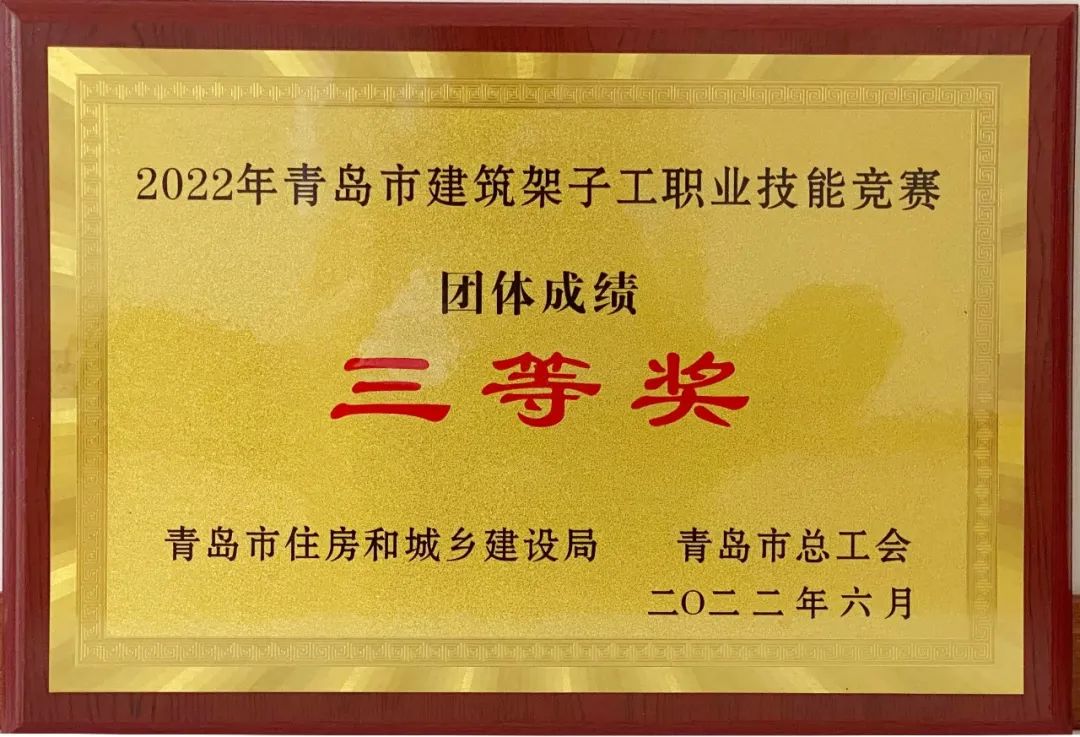 2022年青岛市建筑架子工职业技能竞赛
团体成绩
三等奖
青岛市住房和城乡建设局 青岛市总工会
二〇二二年六月